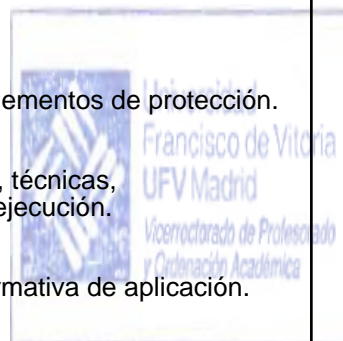 Universidad
ementos de protección.
Francisco de Vitoria
, técnicas,
UFV Madrid
ejecución.
Vicerrectorado de Profesorado
y Ordenación Académica
rmativa de aplicación.